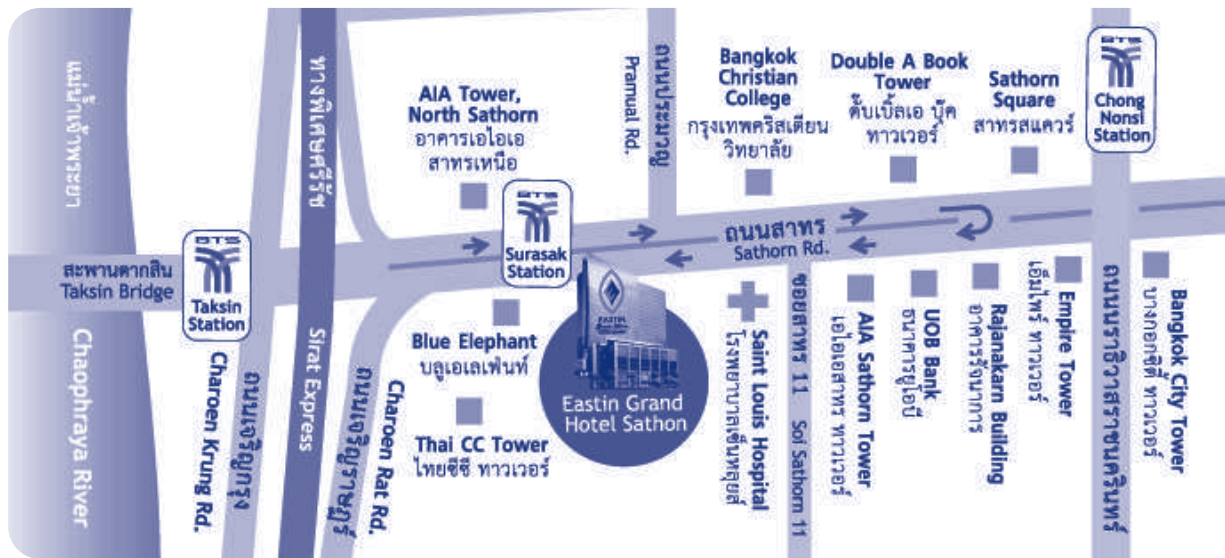 แม่น้ำเจ้าพระยา
Chaophraya River
สะพานตากสิน
Taksin Bridge
BTS
Taksin
Station
ถนนเจริญกรุง
Charoen Krung Rd.
ทางพิเศษศรีรัช
Sirat Express
ถนนเจริญราษฎร์
Charoen Rat Rd.
AIA Tower,
North Sathorn
อาคารเอไอเอ
สาทรเหนือ
BTS
Surasak
Station
Blue Elephant
บลูเอเลเฟ่นท์
Thai CC Tower
ไทยซีซี ทาวเวอร์
EASTIN
Eastin Grand
Hotel Sathon
ถนนประมวญ
Pramual Rd.
Bangkok
Christian
College
กรุงเทพคริสเตียน
วิทยาลัย
Double A Book
Tower
ดั๊บเบิ้ลเอ บุ๊ค
ทาวเวอร์
Sathorn
Square
สาทรสแควร์
BTS
Chong
Nonsi
Station
ถนนสาทร
Sathorn Rd.
Saint Louis Hospital
โรงพยาบาลเซ็นหลุยส์
ซอยสาทร 11 Soi Sathorn 11
AIA Sathorn Tower
เอไอเอสาทร ทาวเวอร์
UOB Bank
ธนาคารยูโอบี
Rajanakarn Building
อาคารรัจนาการ
Empire Tower
เอ็มไพร์ ทาวเวอร์
ถนนนราธิวาสราชนครินทร์
Bangkok City Tower
บางกอกซิตี้ ทาวเวอร์